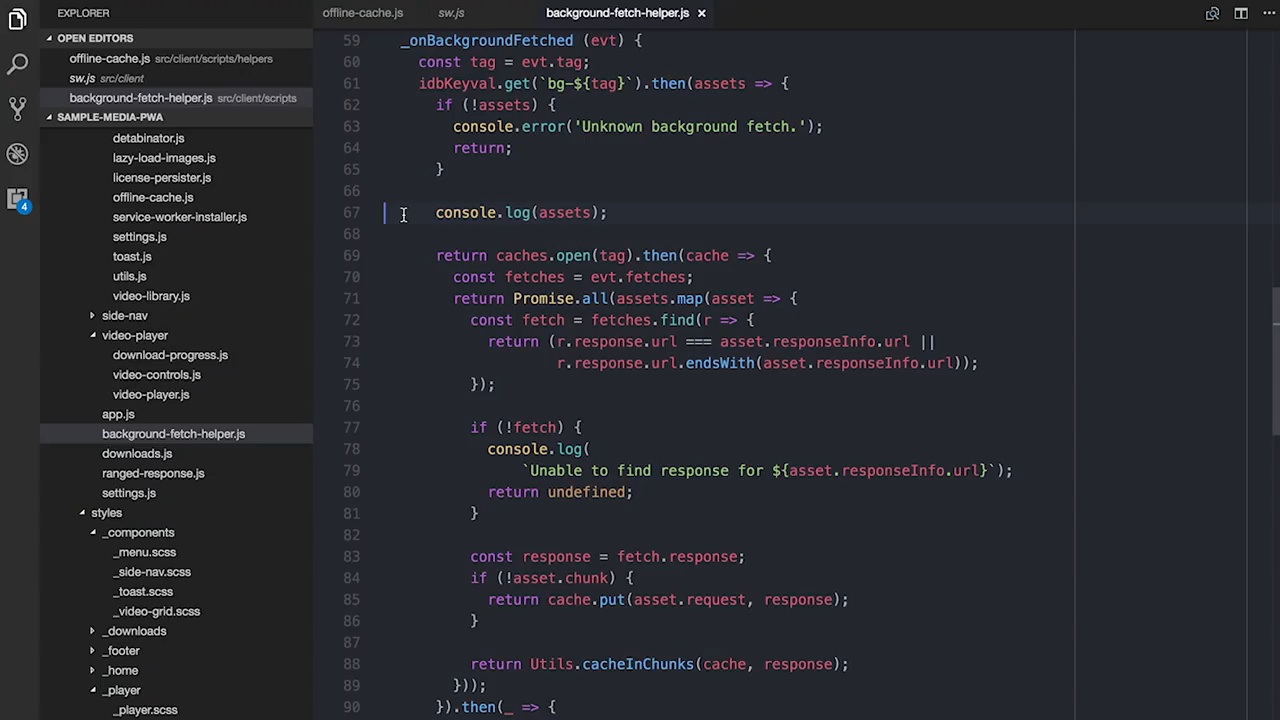 EXPLORER
OPEN EDITORS
offline-cache.js src/client/scripts/helpers
sw.js src/client
background-fetch-helper.js src/client/scripts
SAMPLE-MEDIA-PWA
detabinator.js
lazy-load-images.js
license-persister.js
offline-cache.js
service-worker-installer.js
settings.js
toast.js
utils.js
video-library.js
side-nav
video-player
download-progress.js
video-controls.js
video-player.js
app.js
background-fetch-helper.js
downloads.js
ranged-response.js
settings.js
styles
_components
_menu.scss
_side-nav.scss
_toast.scss
_video-grid.scss
_downloads
_footer
_home
_player
_player.scss
4
offline-cache.js sw.js background-fetch-helper.js
59 _onBackgroundFetched (evt) {
60 const tag = evt.tag;
61 idbKeyval.get(`bg-${tag}`).then(assets => {
62 if (!assets) {
63 console.error('Unknown background fetch.');
64 return;
65 }
66
67 console.log(assets);
68
69 return caches.open(tag).then(cache => {
70 const fetches = evt.fetches;
71 return Promise.all(assets.map(asset => {
72 const fetch = fetches.find(r => {
73 return (r.response.url === asset.responseInfo.url ||
74 r.response.url.endsWith(asset.responseInfo.url));
75 });
76
77 if (!fetch) {
78 console.log(
79 `Unable to find response for ${asset.responseInfo.url}`);
80 return undefined;
81 }
82
83 const response = fetch.response;
84 if (!asset.chunk) {
85 return cache.put(asset.request, response);
86 }
87
88 return Utils.cacheInChunks(cache, response);
89 }));
90 }).then(_ => {